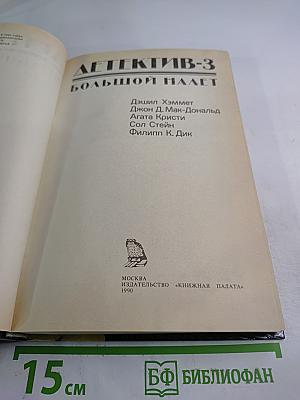 ДЕТЕКТИВ-3
БОЛЬШОЙ НАЛЕТ
Дэшил Хэммет
Джон Д. Мак-Дональд
Агата Кристи
Сол Стейн
Филипп К. Дик
МОСКВА
ИЗДАТЕЛЬСТВО «КНИЖНАЯ ПАЛАТА»
1990
15 см
БФ БИБЛИОФАН